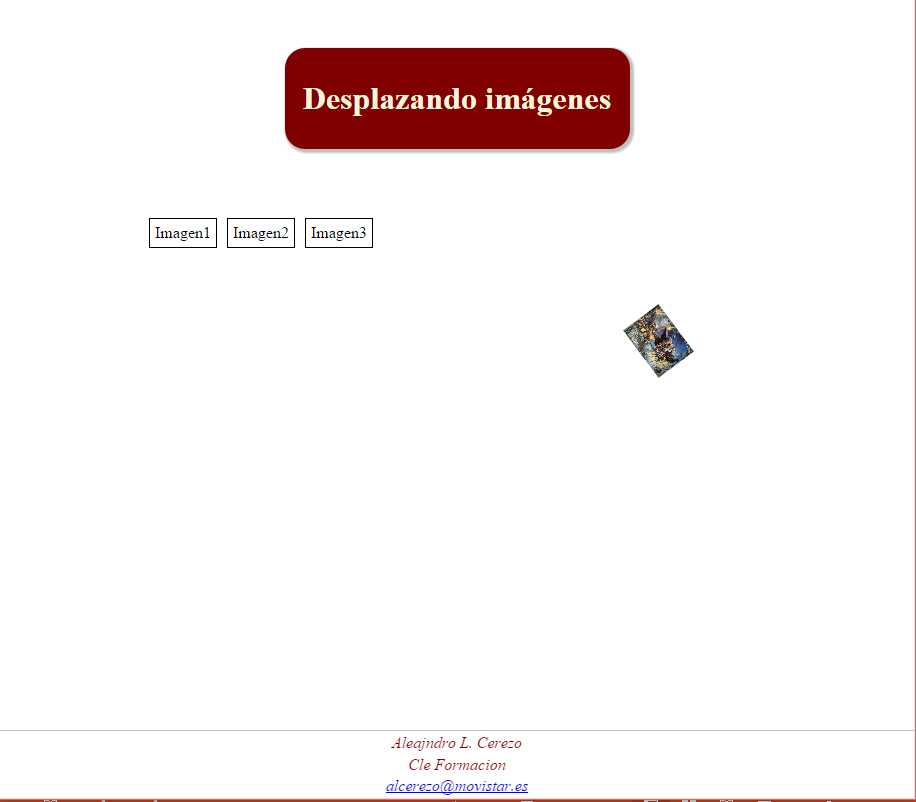 Desplazando imágenes
Imagen1 Imagen2 Imagen3
Aleajndro L. Cerezo
Cle Formacion
alcerezo@movistar.es